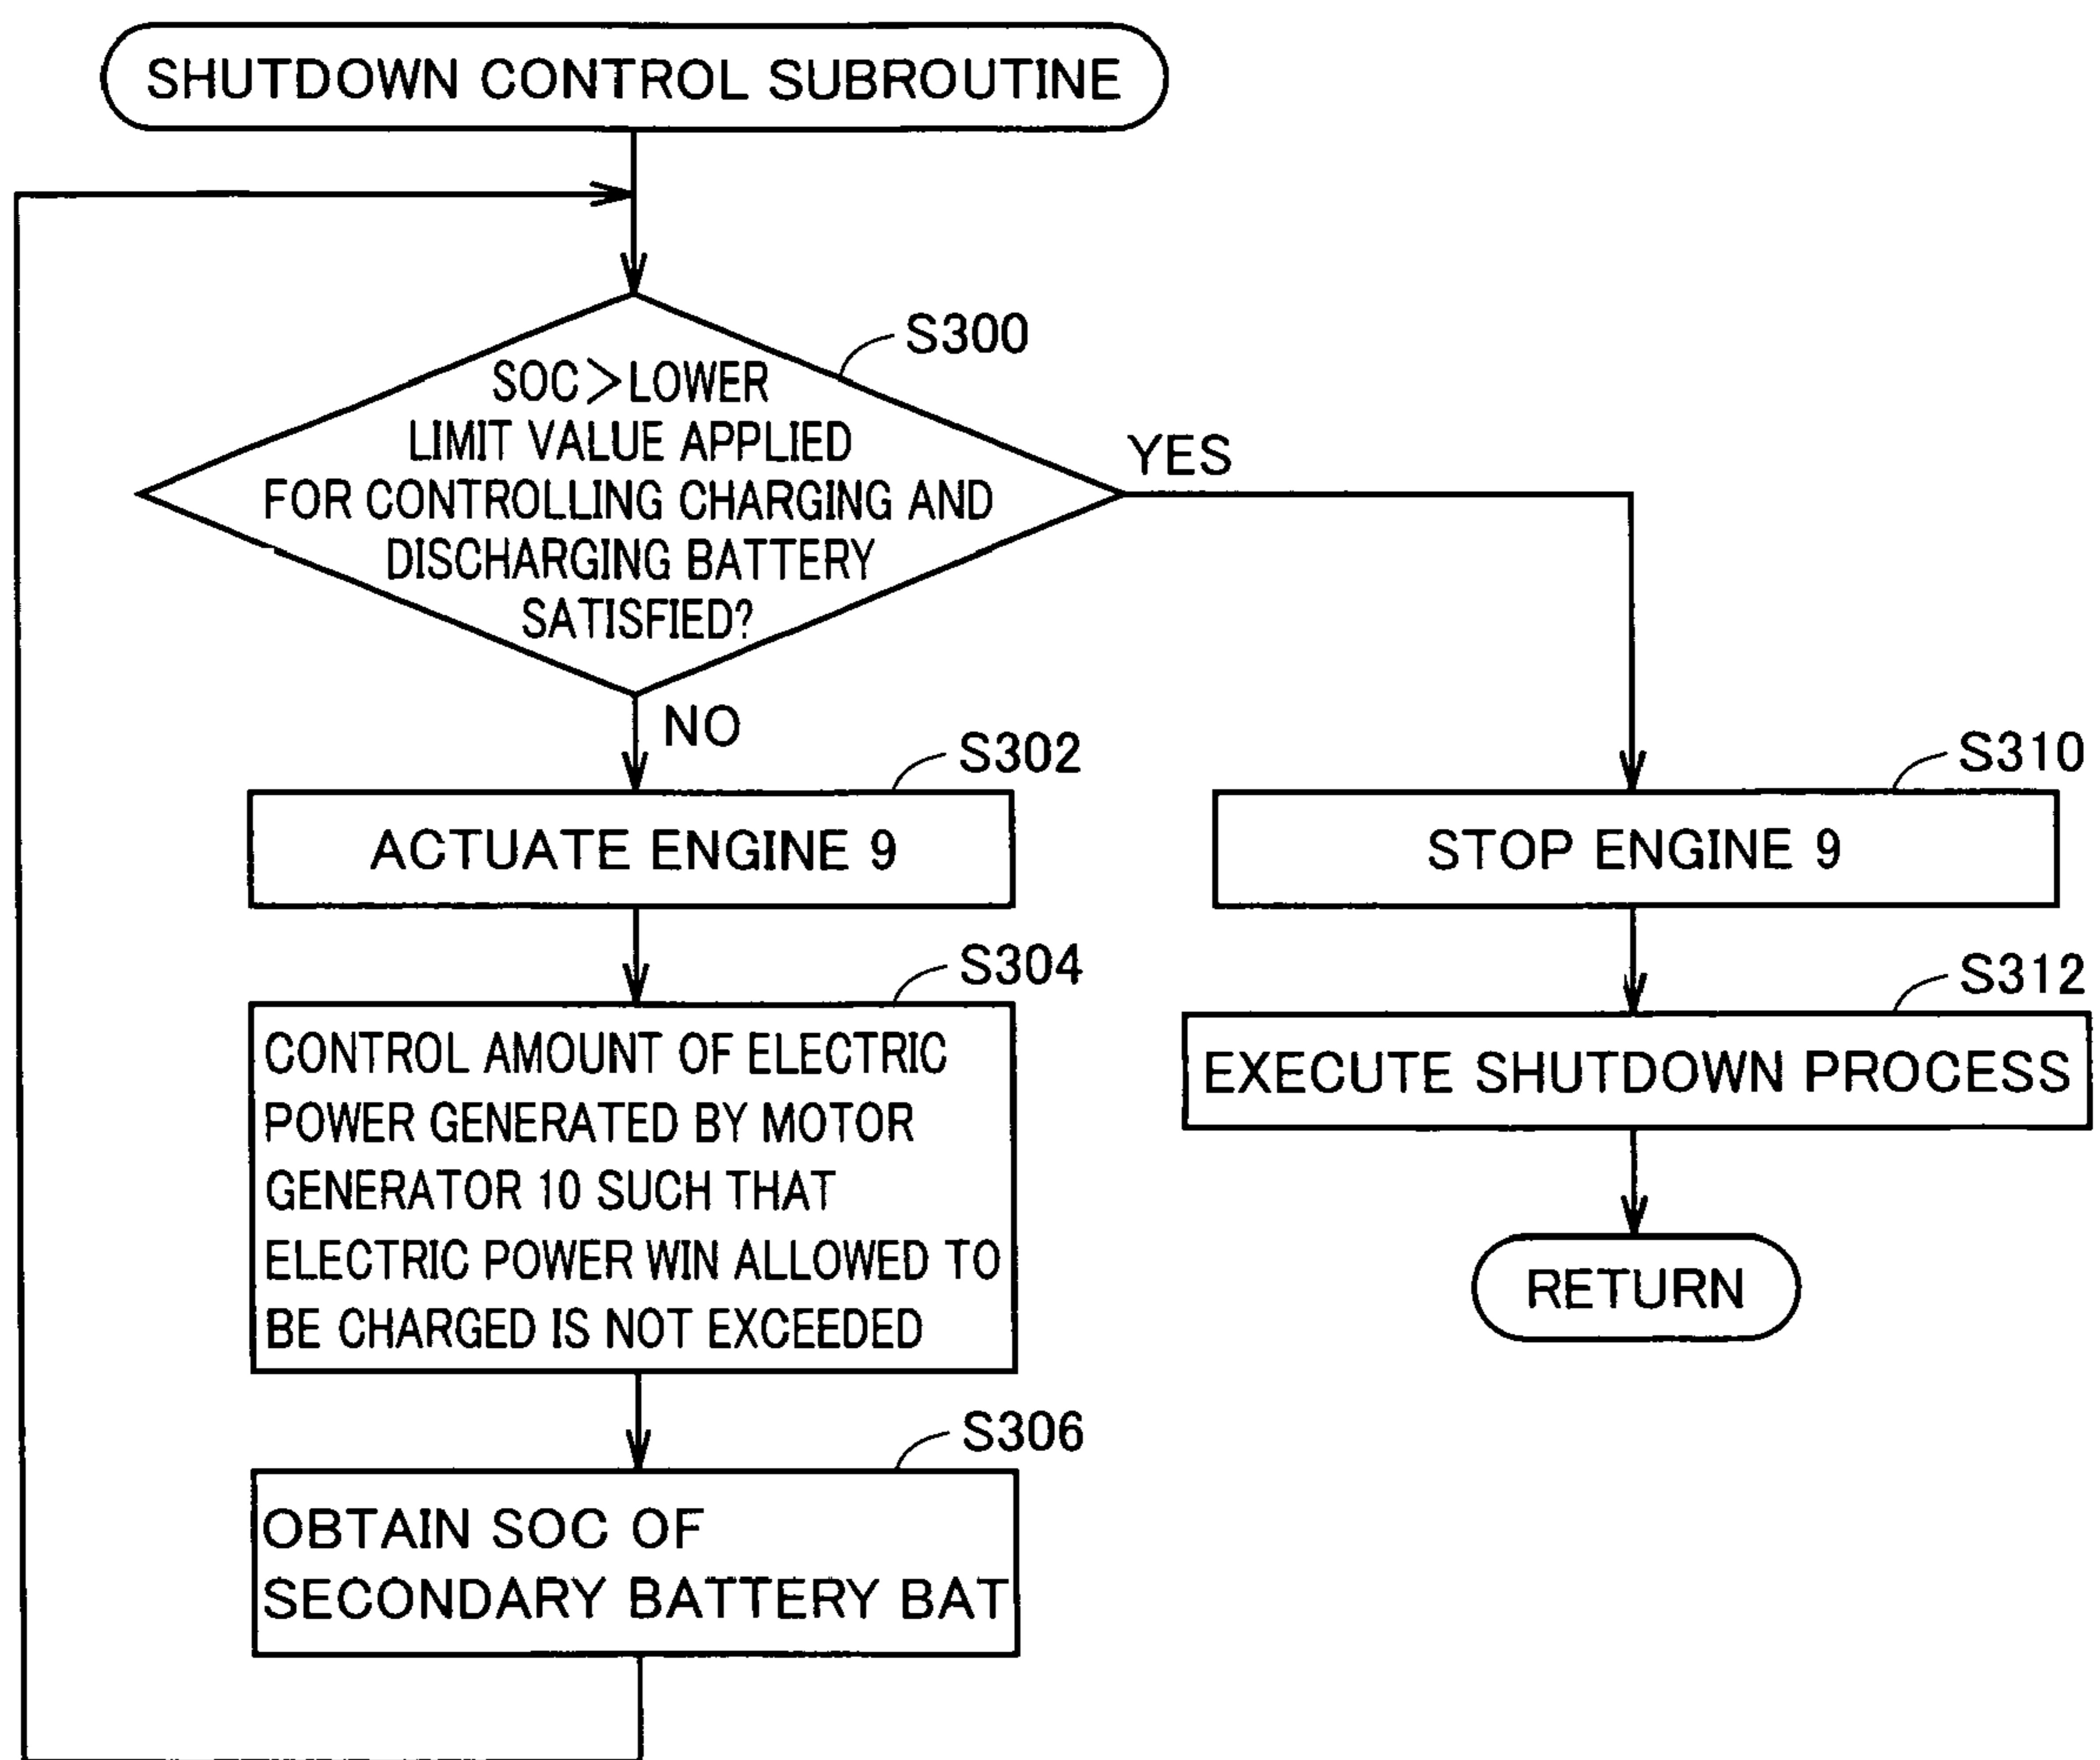 SHUTDOWN CONTROL SUBROUTINE
S300
SOC>LOWER
LIMIT VALUE APPLIED
FOR CONTROLLING CHARGING AND
DISCHARGING BATTERY
SATISFIED?
YES
NO
S302
ACTUATE ENGINE 9
S304
CONTROL AMOUNT OF ELECTRIC
POWER GENERATED BY MOTOR
GENERATOR 10 SUCH THAT
ELECTRIC POWER WIN ALLOWED TO
BE CHARGED IS NOT EXCEEDED
S306
OBTAIN SOC OF
SECONDARY BATTERY BAT
S310
STOP ENGINE 9
S312
EXECUTE SHUTDOWN PROCESS
RETURN